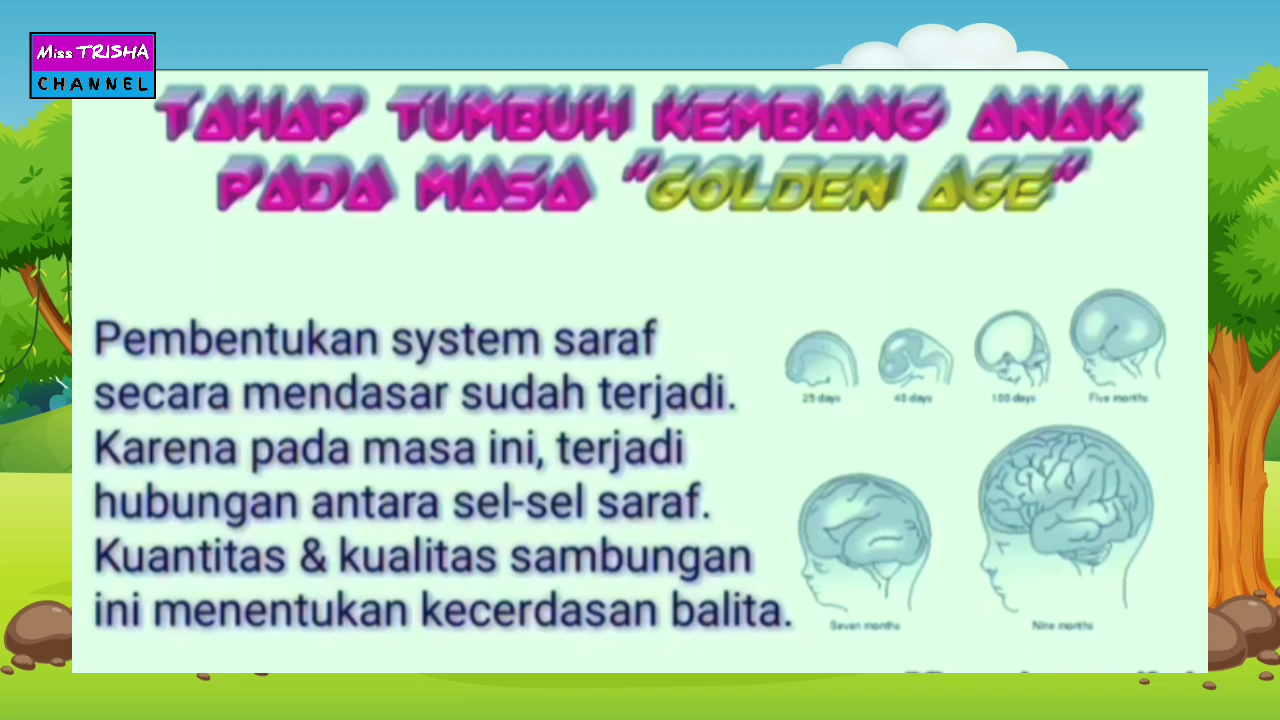 Miss TRISHA
CHANNEL
TAHAP TUMBUH KEMBANG ANAK
PADA MASA "GOLDEN AGE"
Pembentukan system saraf
secara mendasar sudah terjadi.
Karena pada masa ini, terjadi
hubungan antara sel-sel saraf.
Kuantitas & kualitas sambungan
ini menentukan kecerdasan balita.
25 days 40 days 100 days Five months
Seven months Nine months